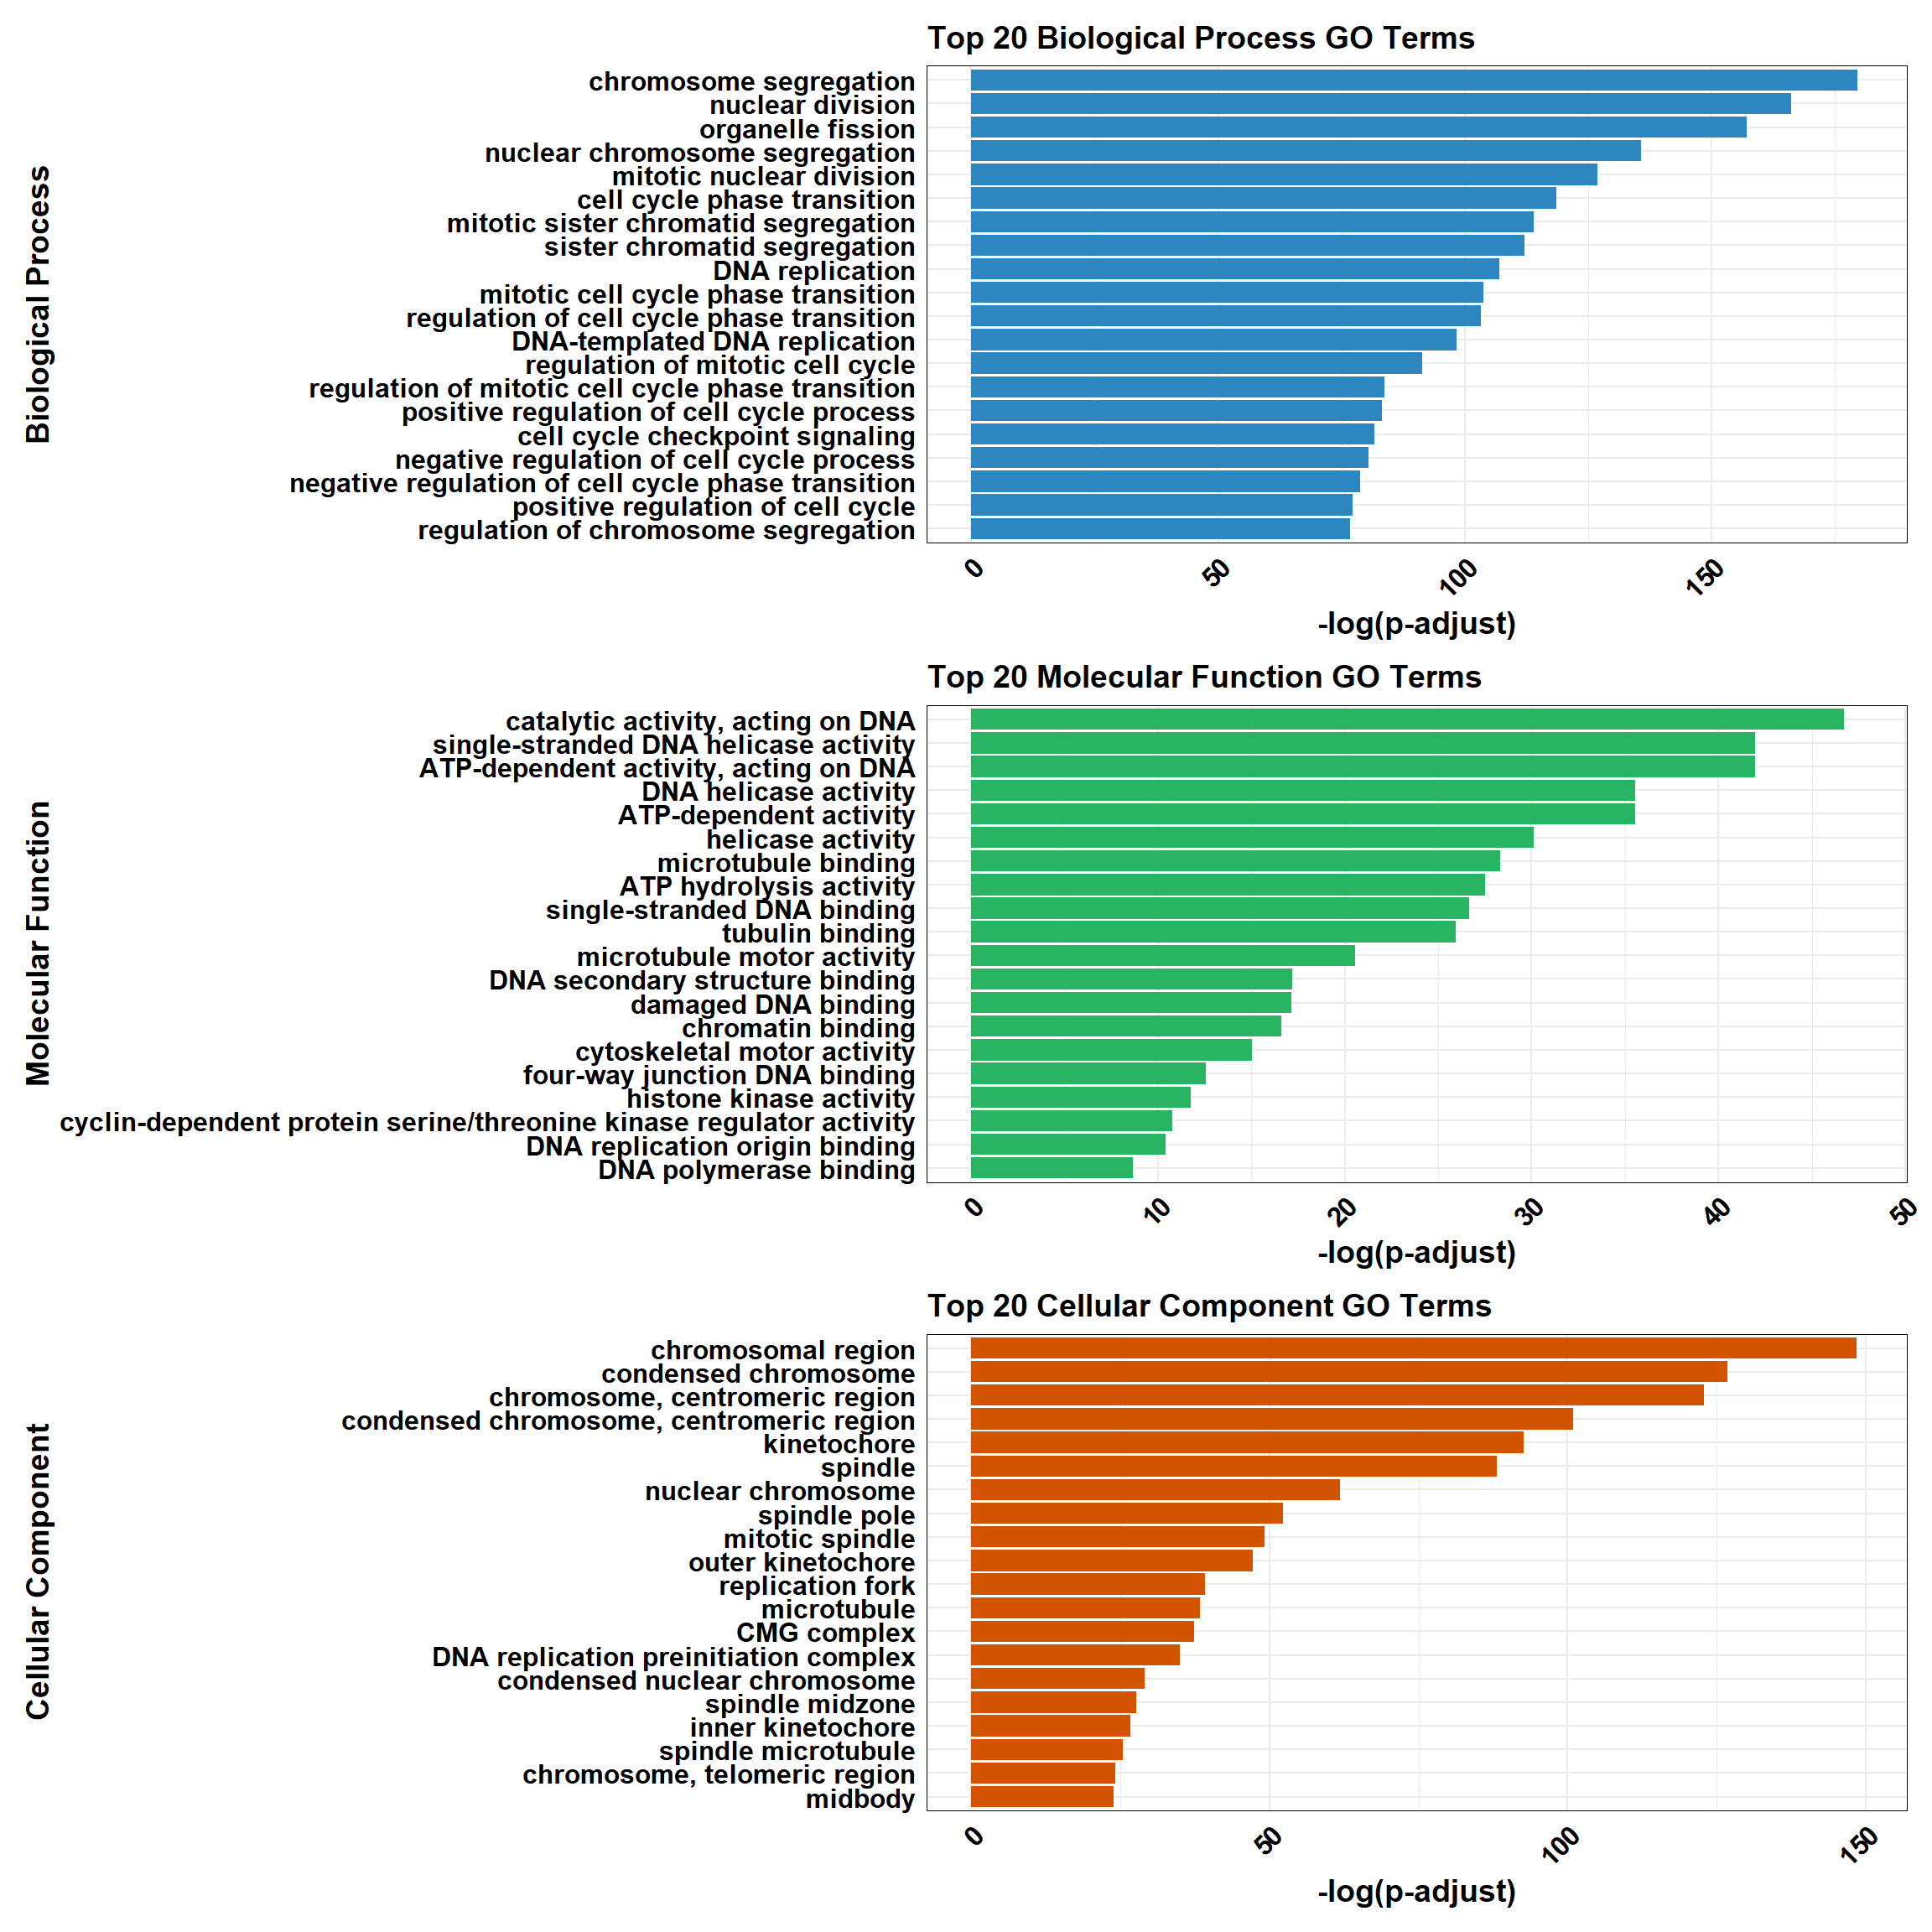 Top 20 Biological Process GO Terms
Biological Process
chromosome segregation
nuclear division
organelle fission
nuclear chromosome segregation
mitotic nuclear division
cell cycle phase transition
mitotic sister chromatid segregation
sister chromatid segregation
DNA replication
mitotic cell cycle phase transition
regulation of cell cycle phase transition
DNA-templated DNA replication
regulation of mitotic cell cycle
regulation of mitotic cell cycle phase transition
positive regulation of cell cycle process
cell cycle checkpoint signaling
negative regulation of cell cycle process
negative regulation of cell cycle phase transition
positive regulation of cell cycle
regulation of chromosome segregation
0 50 100 150
-log(p-adjust)
Top 20 Molecular Function GO Terms
Molecular Function
catalytic activity, acting on DNA
single-stranded DNA helicase activity
ATP-dependent activity, acting on DNA
DNA helicase activity
ATP-dependent activity
helicase activity
microtubule binding
ATP hydrolysis activity
single-stranded DNA binding
tubulin binding
microtubule motor activity
DNA secondary structure binding
damaged DNA binding
chromatin binding
cytoskeletal motor activity
four-way junction DNA binding
histone kinase activity
cyclin-dependent protein serine/threonine kinase regulator activity
DNA replication origin binding
DNA polymerase binding
0 10 20 30 40 50
-log(p-adjust)
Top 20 Cellular Component GO Terms
Cellular Component
chromosomal region
condensed chromosome
chromosome, centromeric region
condensed chromosome, centromeric region
kinetochore
spindle
nuclear chromosome
spindle pole
mitotic spindle
outer kinetochore
replication fork
microtubule
CMG complex
DNA replication preinitiation complex
condensed nuclear chromosome
spindle midzone
inner kinetochore
spindle microtubule
chromosome, telomeric region
midbody
0 50 100 150
-log(p-adjust)